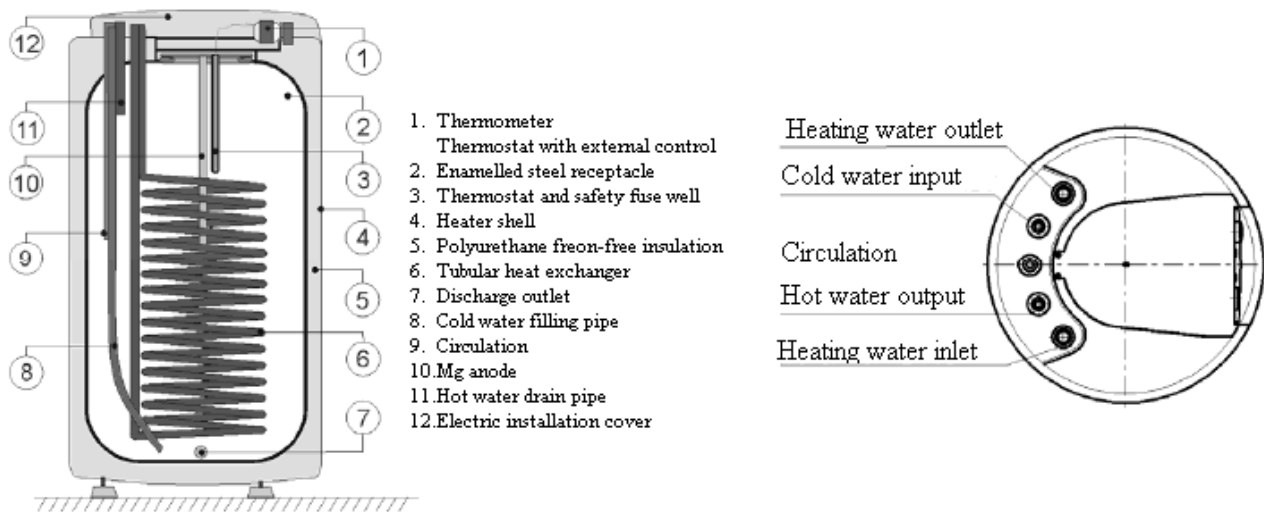 12
1
11
2
10
3
9
4
5
8
6
7
1. Thermometer
Thermostat with external control
2. Enamelled steel receptacle
3. Thermostat and safety fuse well
4. Heater shell
5. Polyurethane freon-free insulation
6. Tubular heat exchanger
7. Discharge outlet
8. Cold water filling pipe
9. Circulation
10.Mg anode
11.Hot water drain pipe
12.Electric installation cover
Heating water outlet
Cold water input
Circulation
Hot water output
Heating water inlet